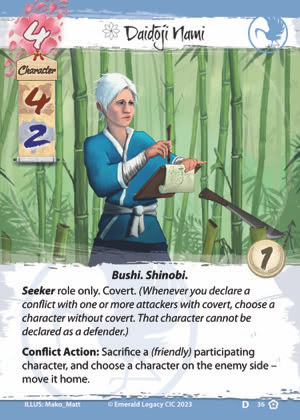 4
Daidoji Nami
Character
4
2
1
Bushi. Shinobi.
Seeker role only. Covert. (Whenever you declare a
conflict with one or more attackers with covert, choose a
character without covert. That character cannot be
declared as a defender.)
Conflict Action: Sacrifice a (friendly) participating
character, and choose a character on the enemy side –
move it home.
ILLUS: Mako_Matt © Emerald Legacy CIC 2023 D 36